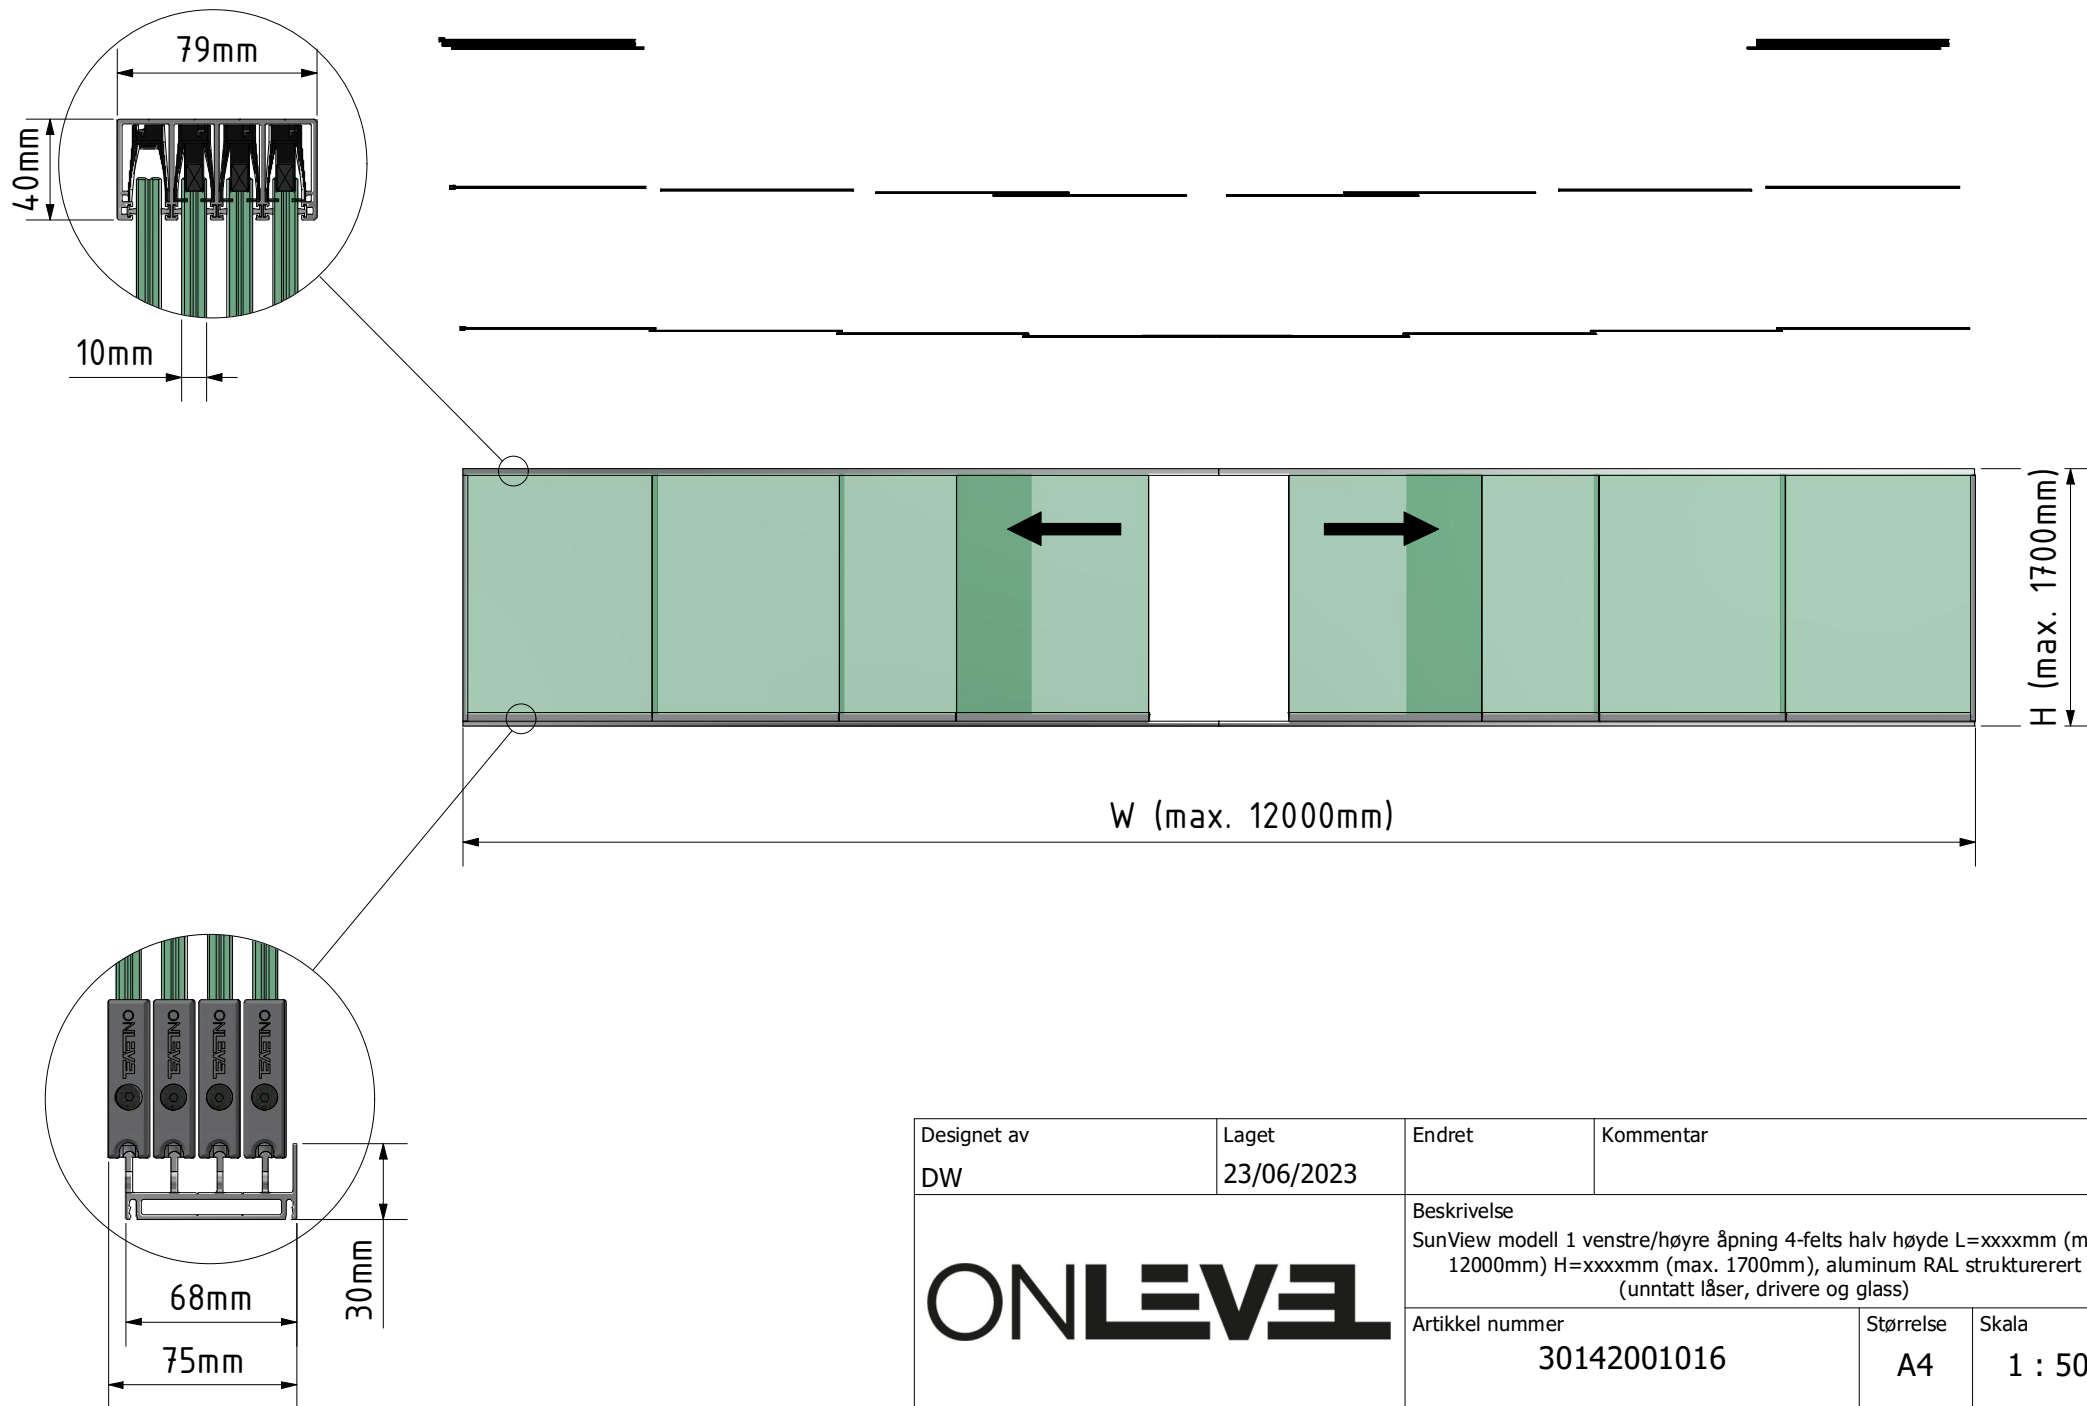 79mm
40mm
10mm
H (max. 1700mm)
W (max. 12000mm)
ONLEVEL
ONLEVEL
ONLEVEL
ONLEVEL
30mm
68mm
75mm
Designet av
DW
Laget
23/06/2023
Endret
Kommentar
ONLEVEL
Beskrivelse
SunView modell 1 venstre/høyre åpning 4-felts halv høyde L=xxxxmm (m
12000mm) H=xxxxmm (max. 1700mm), aluminum RAL strukturerert
(unntatt låser, drivere og glass)
Artikkel nummer
30142001016
Størrelse
A4
Skala
1 : 50